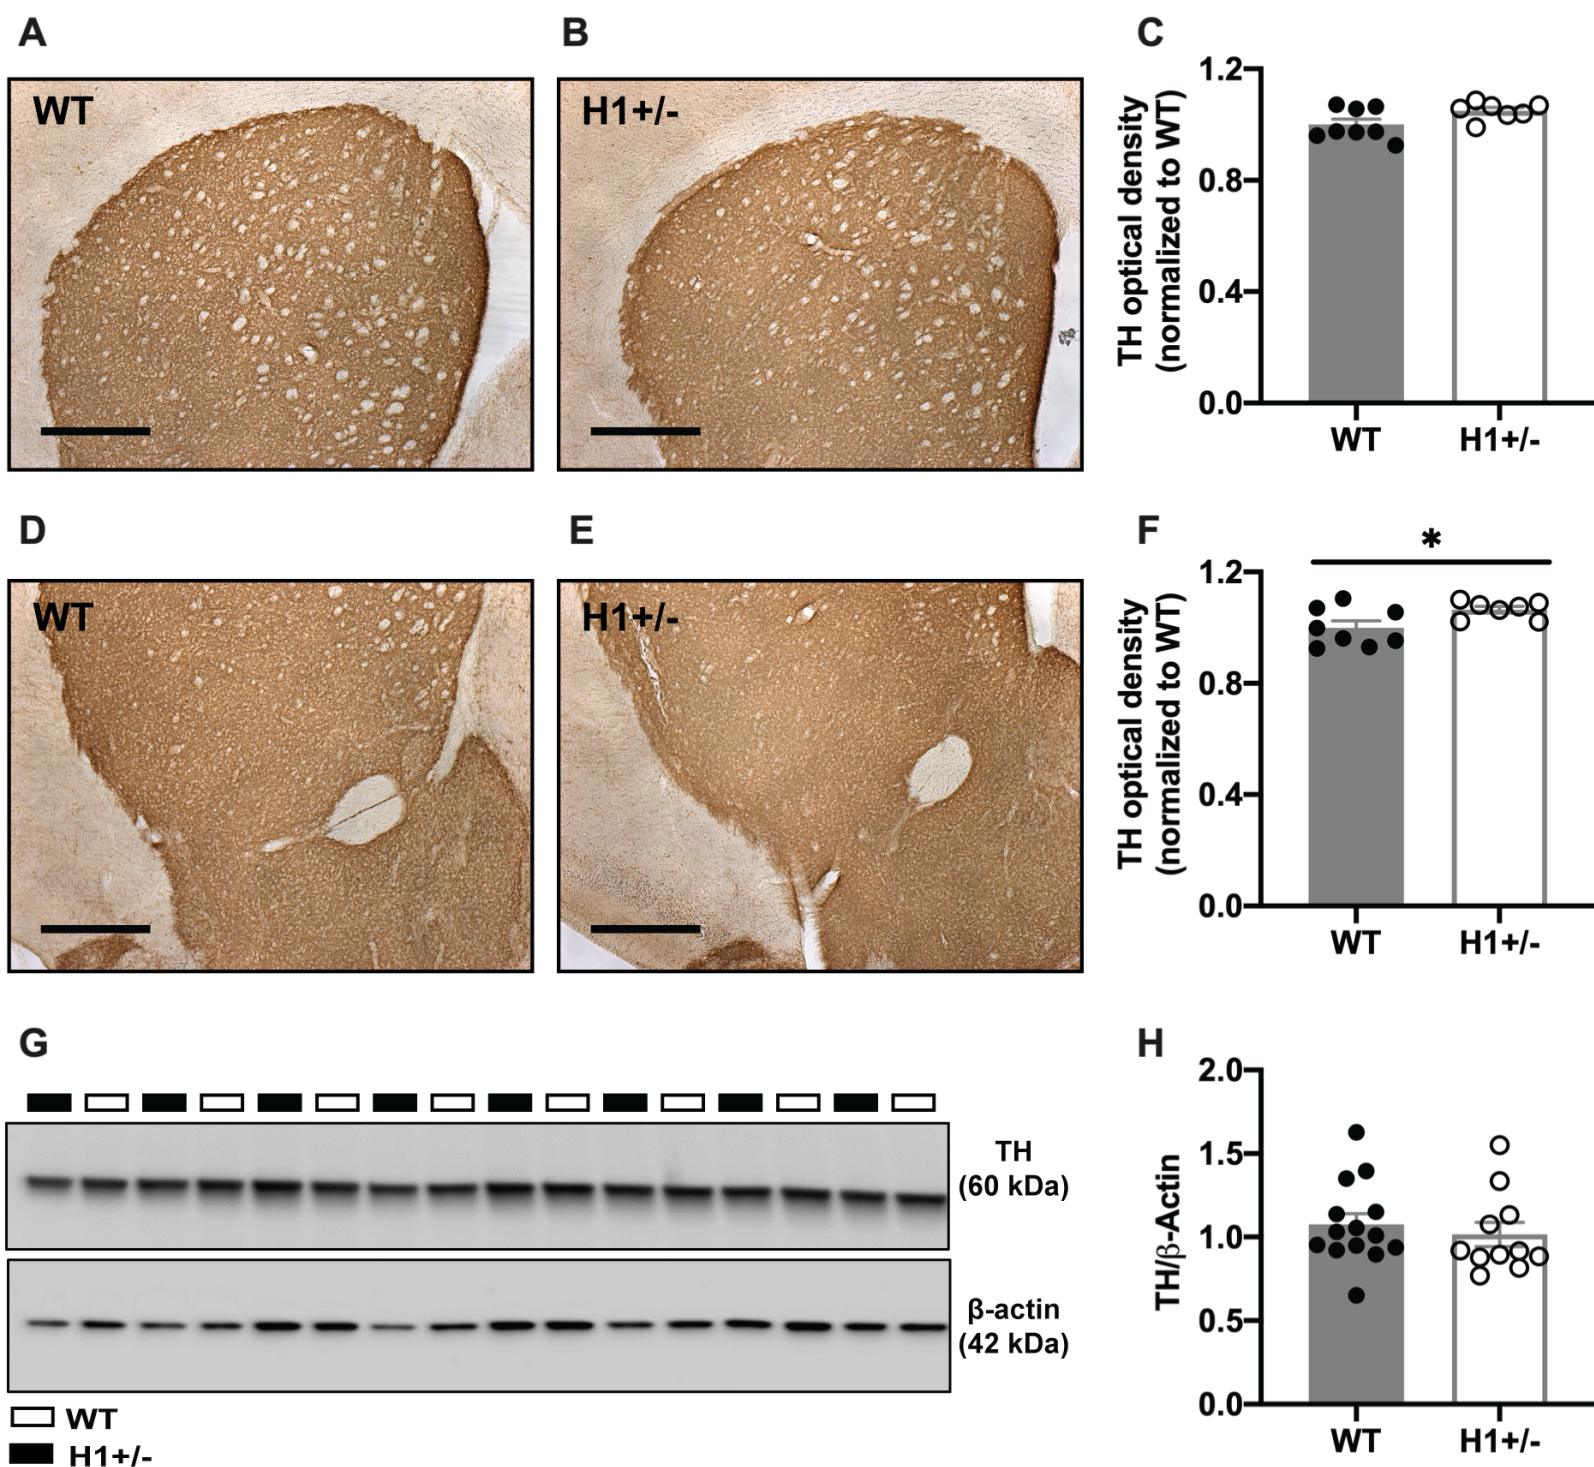 A
B
C
WT
H1+/-
1.2
0.8
0.4
0.0
TH optical density
(normalized to WT)
WT
H1+/-
D
E
F
WT
H1+/-
*
1.2
0.8
0.4
0.0
TH optical density
(normalized to WT)
WT
H1+/-
G
H
TH
(60 kDa)
β-actin
(42 kDa)
WT
H1+/-
2.0
1.5
1.0
0.5
0.0
TH/β-Actin
WT
H1+/-